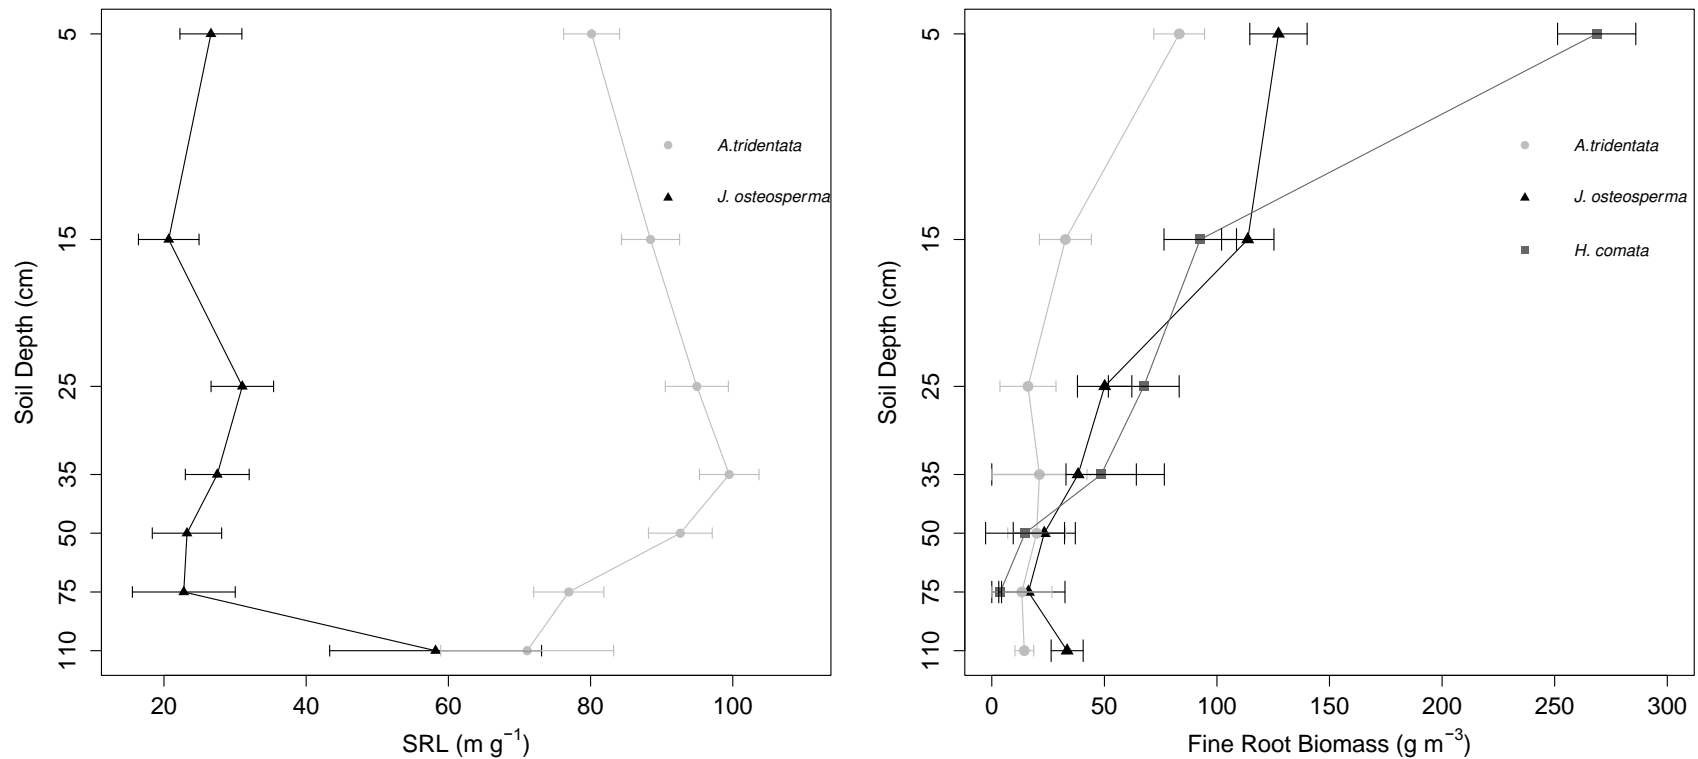 5
15
25
35
50
75
110
Soil Depth (cm)
A.tridentata
J. osteosperma
20 40 60 80 100
SRL (m g⁻¹)
5
15
25
35
50
75
110
Soil Depth (cm)
A.tridentata
J. osteosperma
H. comata
0 50 100 150 200 250 300
Fine Root Biomass (g m⁻³)